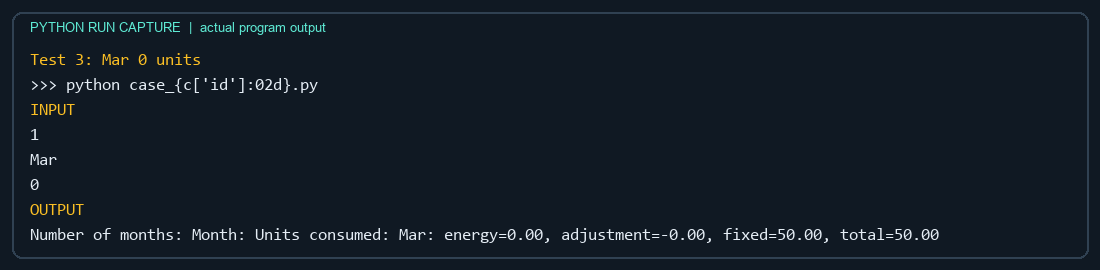 PYTHON RUN CAPTURE | actual program output
Test 3: Mar 0 units
>>> python case_{c['id']:02d}.py
INPUT
1
Mar
0
OUTPUT
Number of months: Month: Units consumed: Mar: energy=0.00, adjustment=-0.00, fixed=50.00, total=50.00